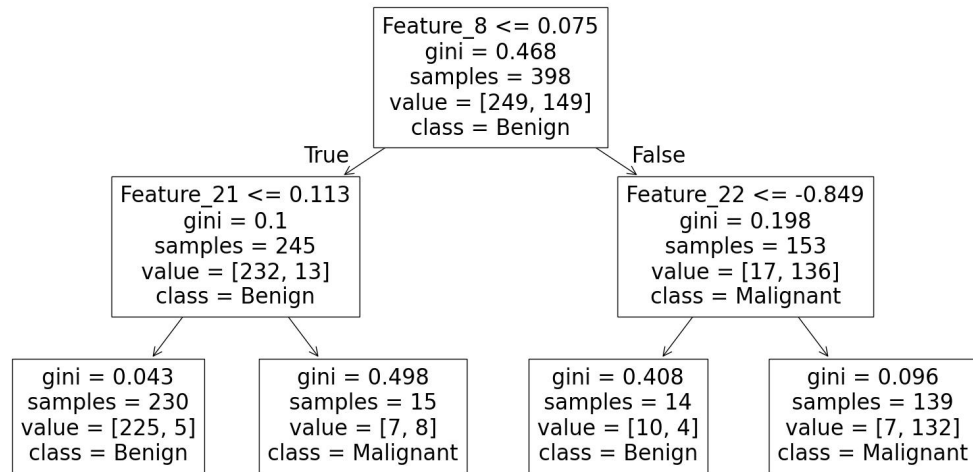 Feature_8 <= 0.075
gini = 0.468
samples = 398
value = [249, 149]
class = Benign
True
False
Feature_21 <= 0.113
gini = 0.1
samples = 245
value = [232, 13]
class = Benign
Feature_22 <= -0.849
gini = 0.198
samples = 153
value = [17, 136]
class = Malignant
gini = 0.043
samples = 230
value = [225, 5]
class = Benign
gini = 0.498
samples = 15
value = [7, 8]
class = Malignant
gini = 0.408
samples = 14
value = [10, 4]
class = Benign
gini = 0.096
samples = 139
value = [7, 132]
class = Malignant